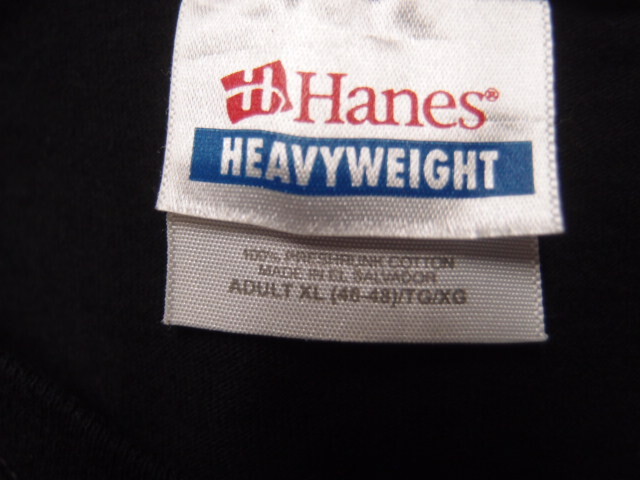 Hanes®
HEAVYWEIGHT
100% PRESHRUNK COTTON
MADE IN EL SALVADOR
ADULT XL (46-48)/TG/XG